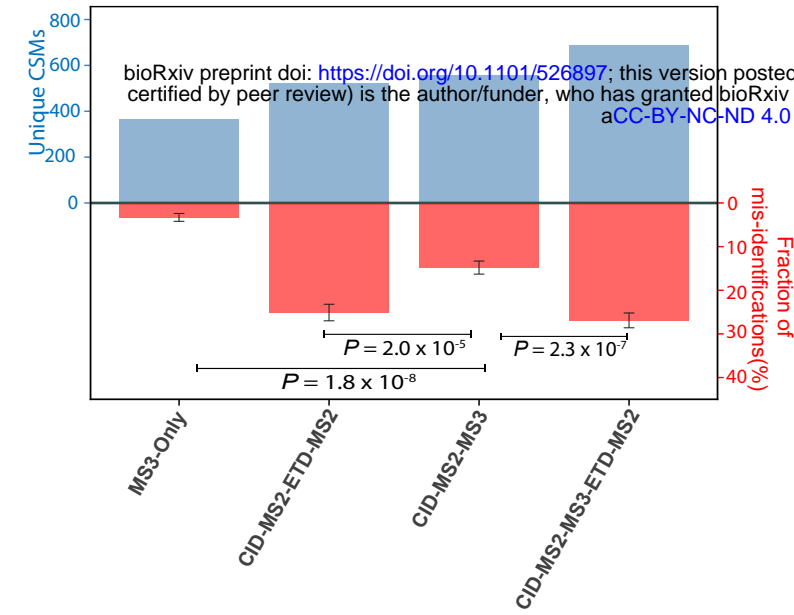 800
600
400
200
0
Unique CSMs
bioRxiv preprint doi: https://doi.org/10.1101/526897; this version posted
certified by peer review) is the author/funder, who has granted bioRxiv
aCC-BY-NC-ND 4.0
0
10
20
30
40
Fraction of
mis-identifications(%)
P = 2.0 x 10-5
P = 2.3 x 10-7
P = 1.8 x 10-8
MS3-Only
CID-MS2-ETD-MS2
CID-MS2-MS3
CID-MS2-MS3-ETD-MS2